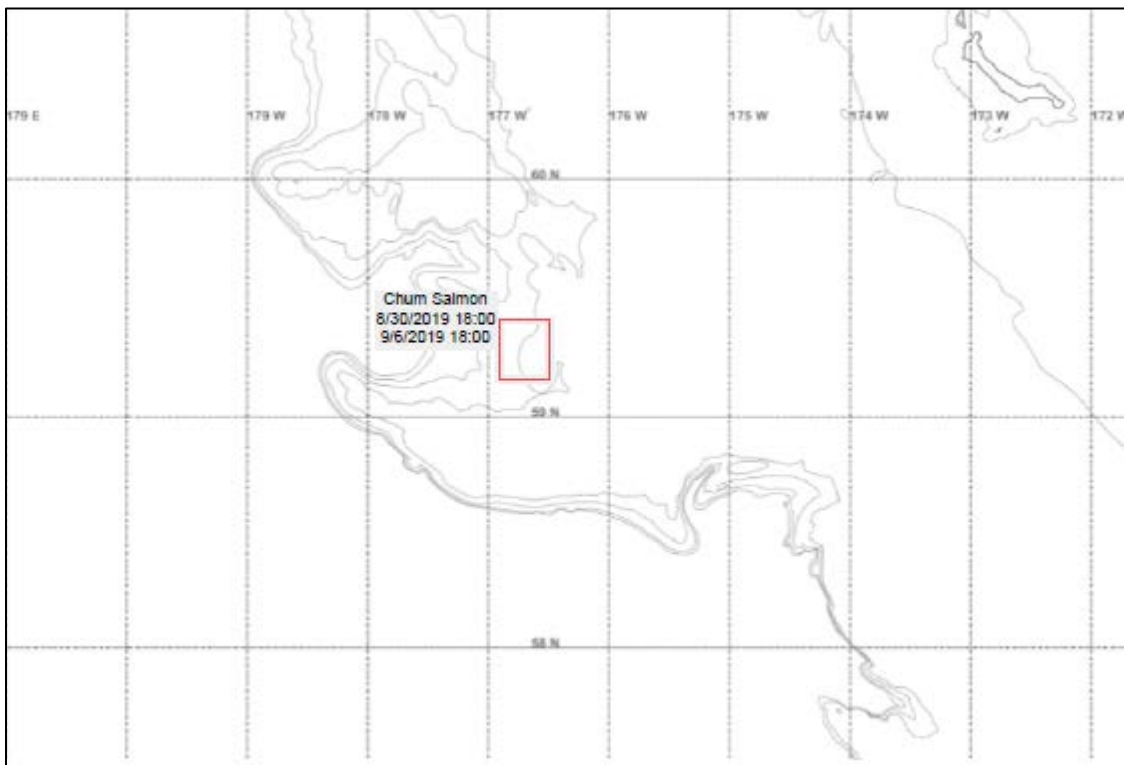 179 E
179 W
178 W
177 W
176 W
175 W
174 W
173 W
172 W
60 N
Chum Salmon
8/30/2019 18:00
9/6/2019 18:00
59 N
58 N